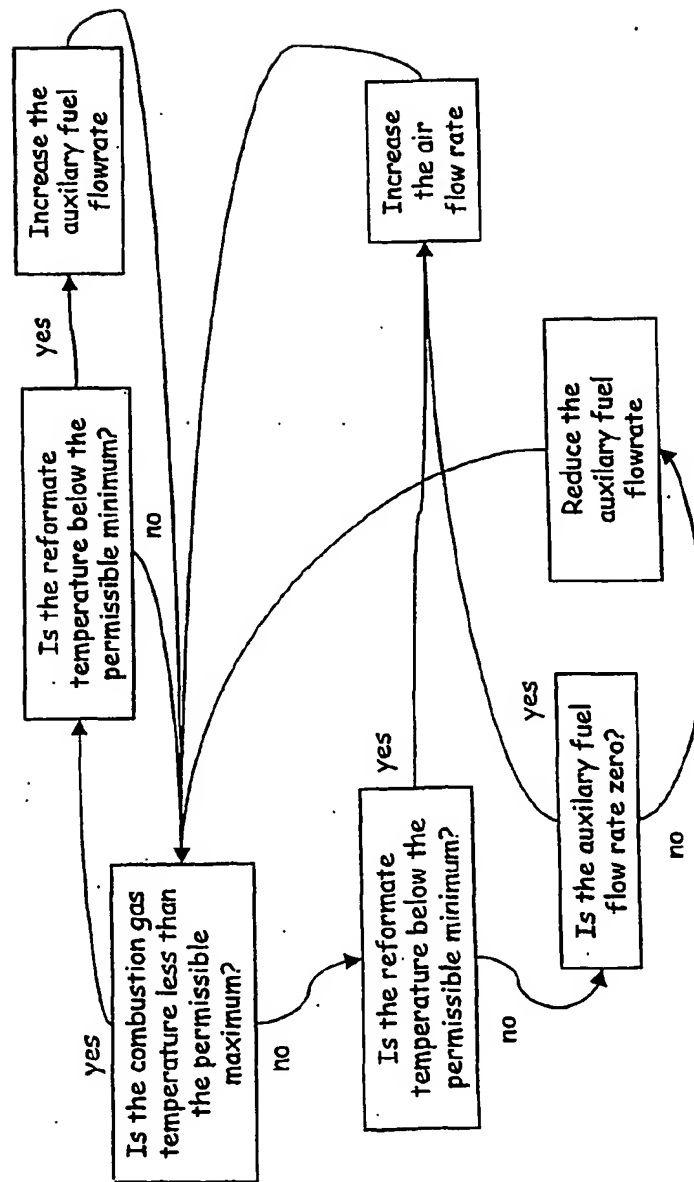 yes
Is the combustion gas
temperature less than
the permissible
maximum?
no
Is the reformate
temperature below the
permissible minimum?
yes
no
Increase the
auxilary fuel
flowrate
Is the reformate
temperature below the
permissible minimum?
yes
no
Is the auxilary fuel
flow rate zero?
yes
no
Increase
the air
flow rate
Reduce the
auxilary fuel
flowrate